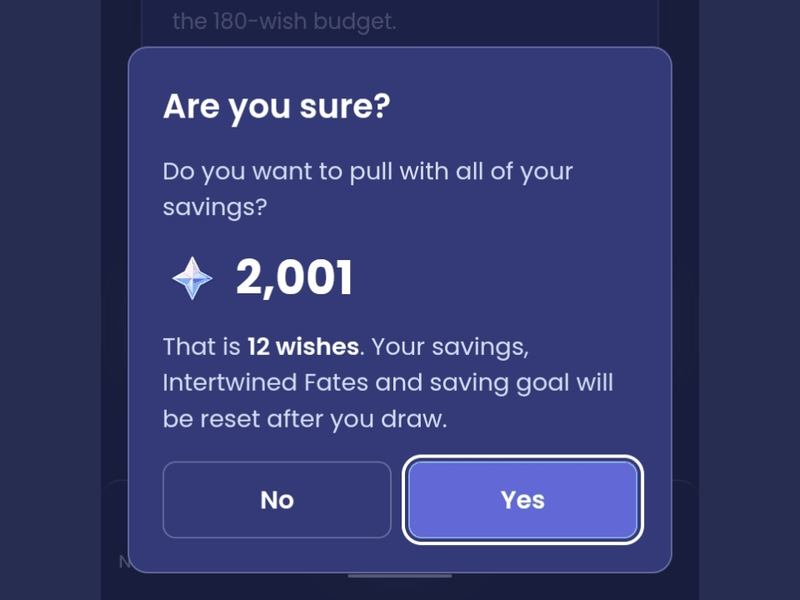 the 180-wish budget.
Are you sure?
Do you want to pull with all of your
savings?
2,001
That is 12 wishes. Your savings,
Intertwined Fates and saving goal will
be reset after you draw.
No
Yes